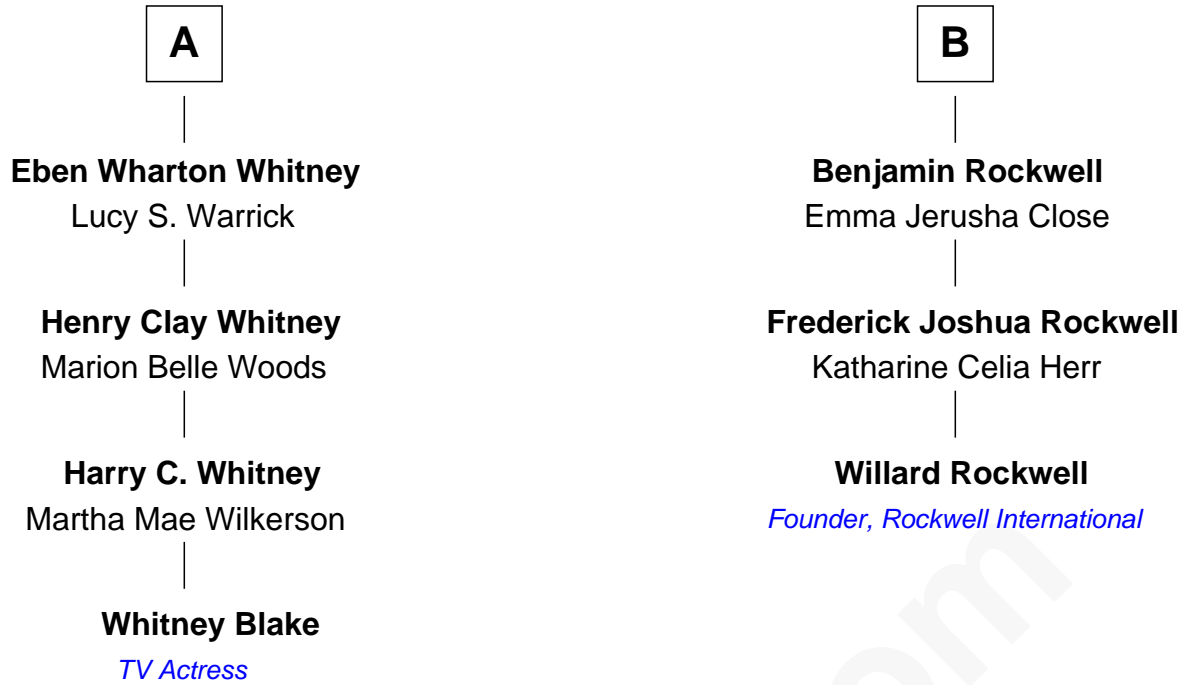 A
Eben Wharton Whitney
Lucy S. Warrick
Henry Clay Whitney
Marion Belle Woods
Harry C. Whitney
Martha Mae Wilkerson
Whitney Blake
TV Actress
B
Benjamin Rockwell
Emma Jerusha Close
Frederick Joshua Rockwell
Katharine Celia Herr
Willard Rockwell
Founder, Rockwell International
om